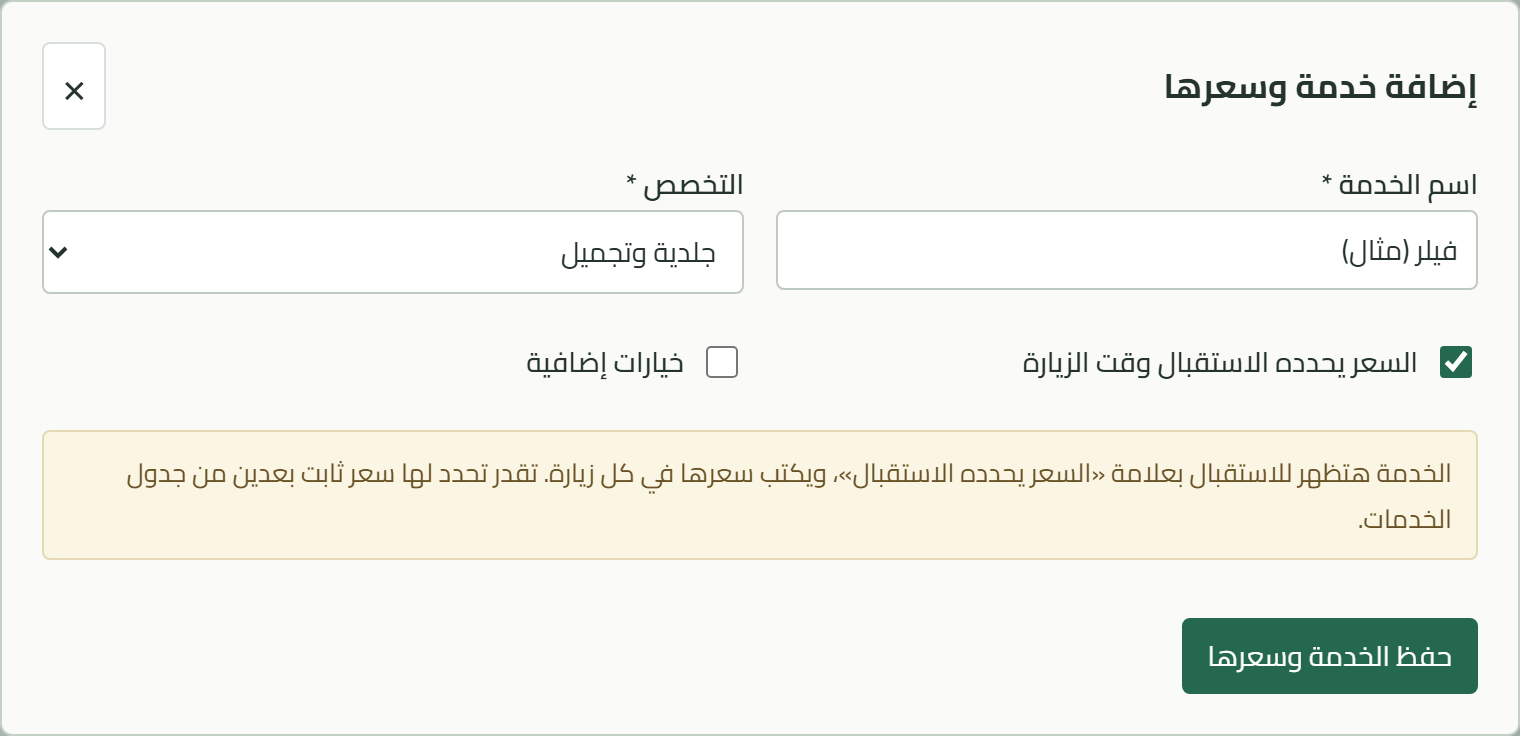 إضافة خدمة وسعرها
×
اسم الخدمة *
التخصص *
فيلر (مثال)
جلدية وتجميل
السعر يحدده الاستقبال وقت الزيارة
خيارات إضافية
الخدمة هتظهر للاستقبال بعلامة «السعر يحدده الاستقبال»، ويكتب سعرها في كل زيارة. تقدر تحدد لها سعر ثابت بعدين من جدول
الخدمات.
حفظ الخدمة وسعرها